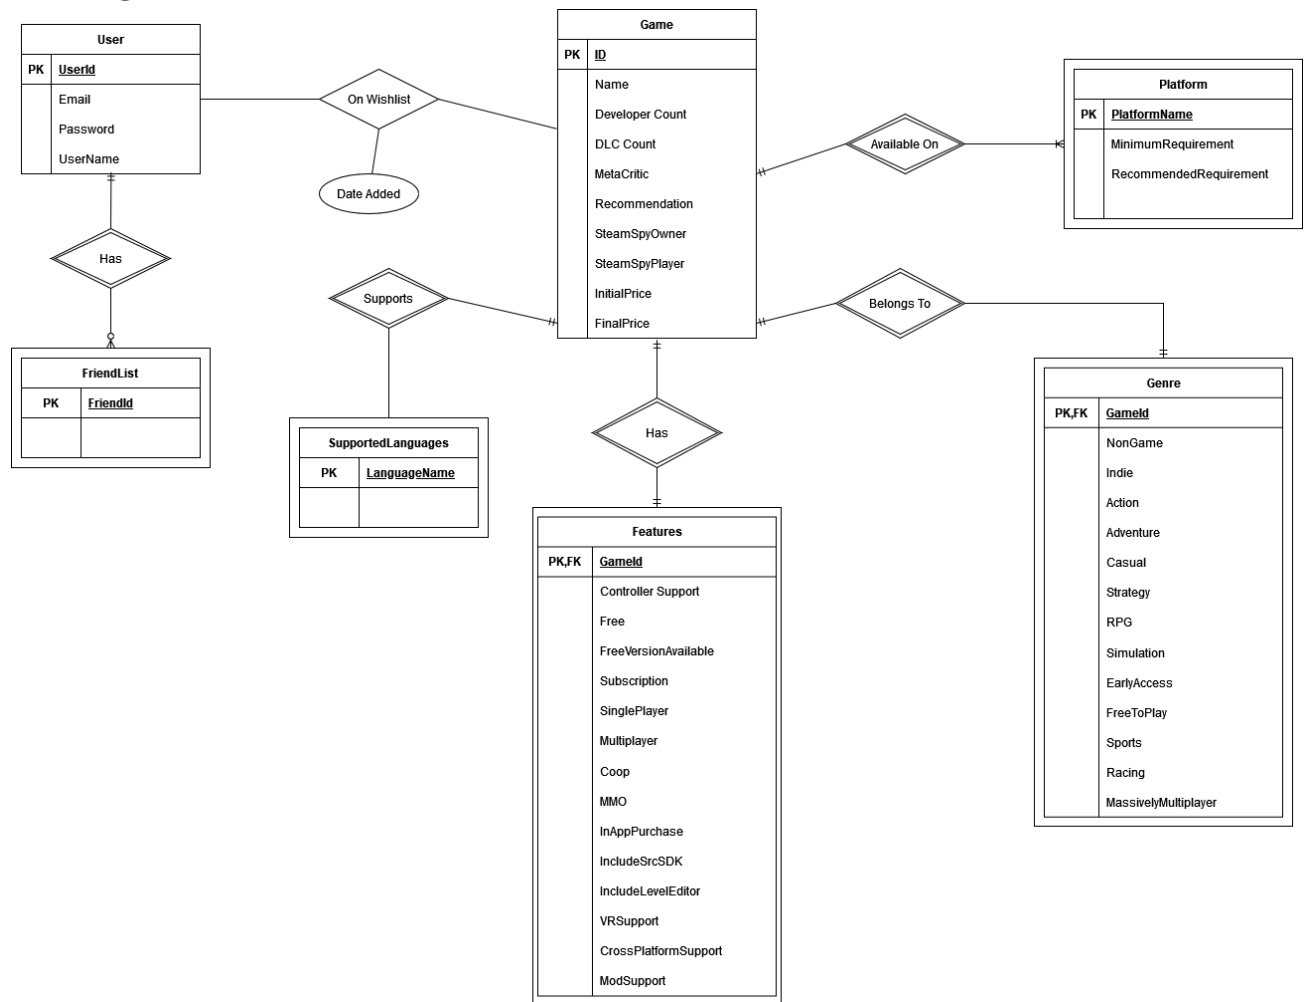 User
PK UserId
Email
Password
UserName
On Wishlist
Date Added
Has
FriendList
PK FriendId
Game
PK ID
Name
Developer Count
DLC Count
MetaCritic
Recommendation
SteamSpyOwner
SteamSpyPlayer
InitialPrice
FinalPrice
Available On
Platform
PK PlatformName
MinimumRequirement
RecommendedRequirement
Supports
SupportedLanguages
PK LanguageName
Has
Features
PK,FK GameId
Controller Support
Free
FreeVersionAvailable
Subscription
SinglePlayer
Multiplayer
Coop
MMO
InAppPurchase
IncludeSrcSDK
IncludeLevelEditor
VRSupport
CrossPlatformSupport
ModSupport
Belongs To
Genre
PK,FK GameId
NonGame
Indie
Action
Adventure
Casual
Strategy
RPG
Simulation
EarlyAccess
FreeToPlay
Sports
Racing
MassivelyMultiplayer